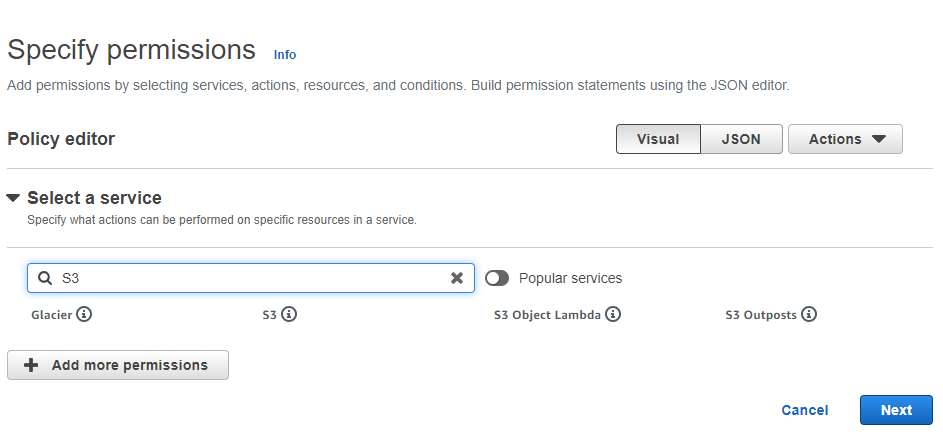 Specify permissions Info
Add permissions by selecting services, actions, resources, and conditions. Build permission statements using the JSON editor.
Policy editor Visual JSON Actions
Select a service
Specify what actions can be performed on specific resources in a service.
S3 Popular services
Glacier S3 S3 Object Lambda S3 Outposts
Add more permissions
Cancel Next